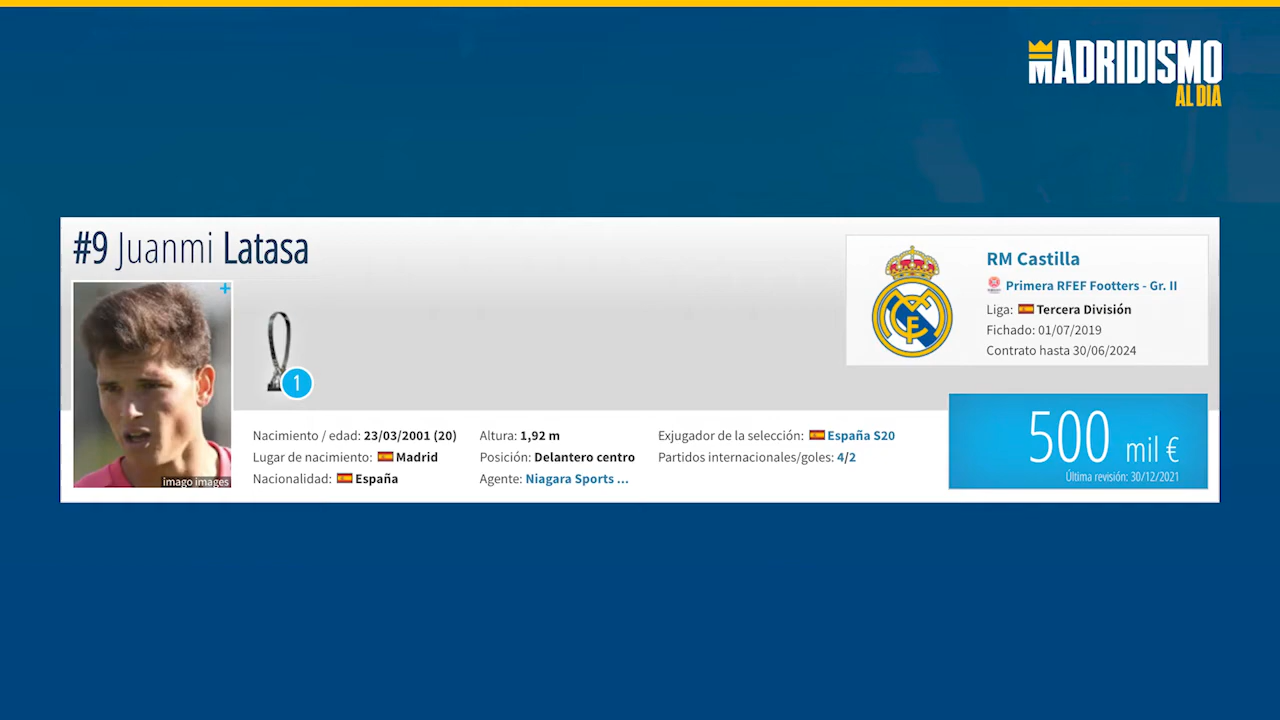 MADRIDISMO
AL DIA
#9 Juanmi Latasa
+
imago images
1
RM Castilla
Primera RFEF Footters - Gr. II
Liga: Tercera División
Fichado: 01/07/2019
Contrato hasta 30/06/2024
Nacimiento / edad: 23/03/2001 (20)
Lugar de nacimiento: Madrid
Nacionalidad: España
Altura: 1,92 m
Posición: Delantero centro
Agente: Niagara Sports ...
Exjugador de la selección: España S20
Partidos internacionales/goles: 4/2
500 mil €
Última revisión: 30/12/2021